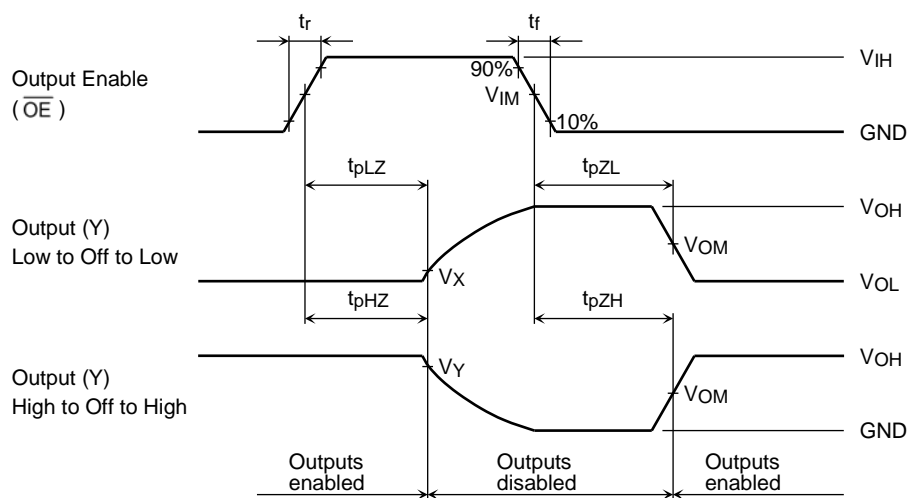 tr
tf
VIH
90%
Output Enable
( OE )
VIM
10%
GND
tpLZ
tpZL
VOH
Output (Y)
Low to Off to Low
VOM
VX
VOL
tpHZ
tpZH
VOH
Output (Y)
High to Off to High
VY
VOM
GND
Outputs
enabled
Outputs
disabled
Outputs
enabled